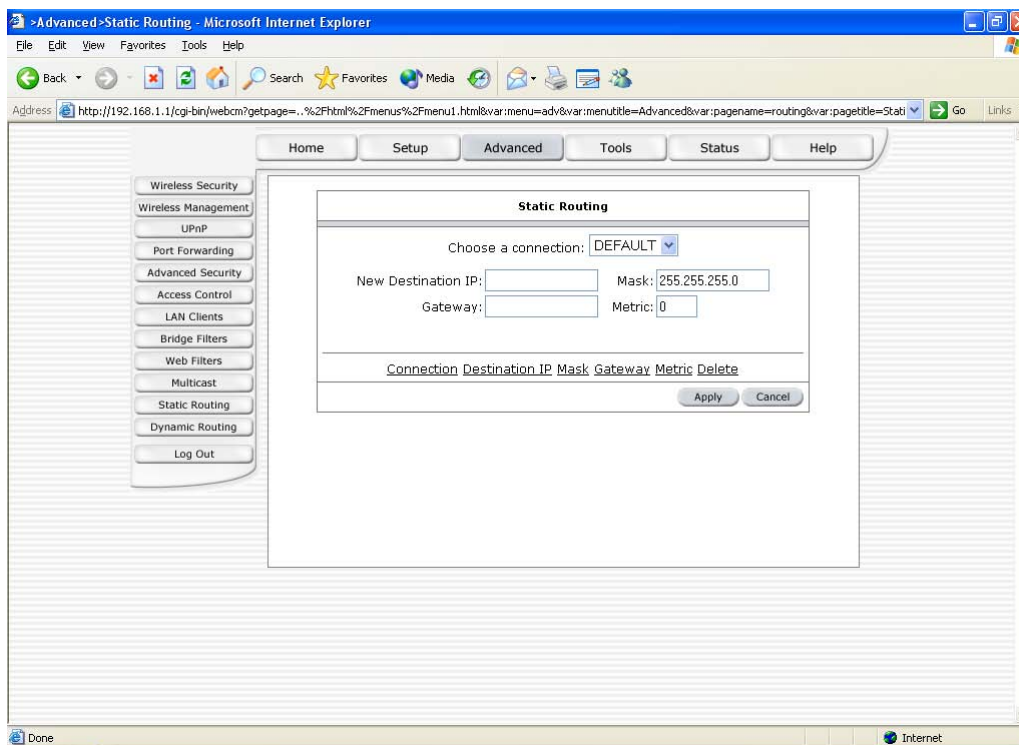 >Advanced>Static Routing - Microsoft Internet Explorer
File Edit View Favorites Tools Help
Back Search Favorites Media
Address http://192.168.1.1/cgi-bin/webcm?getpage=..%2Fhtml%2Fmenus%2Fmenu1.html&var:menu=adv&var:menutitle=Advanced&var:pagename=routing&var:pagetitle=Stati Go Links
Home Setup Advanced Tools Status Help
Wireless Security
Wireless Management
UPnP
Port Forwarding
Advanced Security
Access Control
LAN Clients
Bridge Filters
Web Filters
Multicast
Static Routing
Dynamic Routing
Log Out
Static Routing
Choose a connection: DEFAULT
New Destination IP: Mask: 255.255.255.0
Gateway: Metric: 0
Connection Destination IP Mask Gateway Metric Delete
Apply Cancel
Done Internet